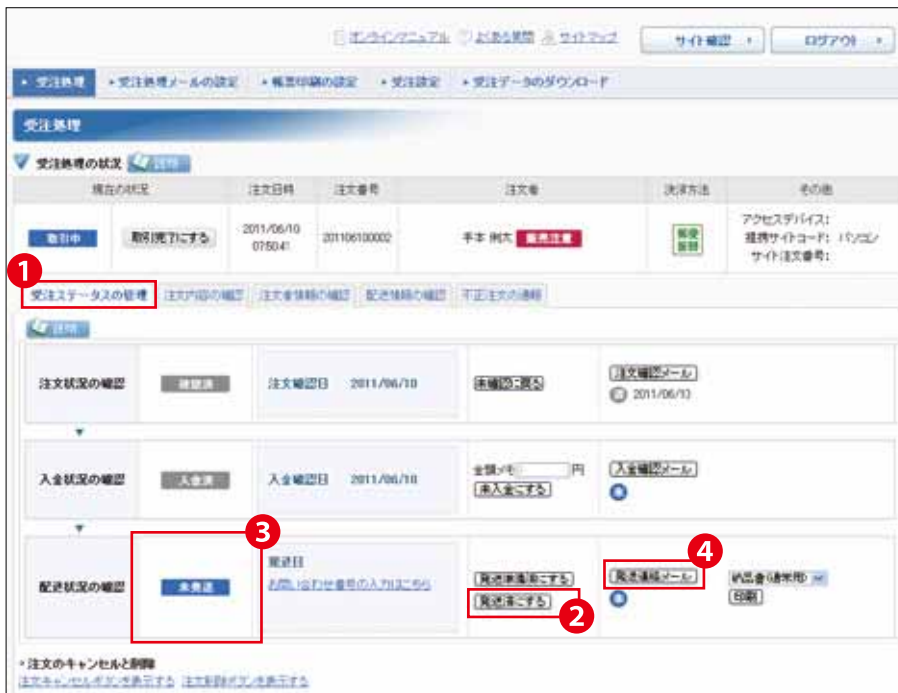 オンラインマニュアル よくある質問 サイトマップ サイト確認 ログアウト
受注処理 受注処理メールの設定 帳票印刷の設定 受注設定 受注データのダウンロード
受注処理
受注処理の状況 説明
現在の状況 注文日時 注文番号 注文者 決済方法 その他
取引中 取引完了にする 2011/06/10 07:50:41 201106100002 手本 例太 郵便振替
アクセスデバイス:
提携サイトコード: パソコン
サイト注文番号:
1
受注ステータスの管理 注文内容の確認 注文者情報の確認 配送情報の確認 不正注文の通報
説明
注文状況の確認 確認済 注文確認日 2011/06/10 未確認に戻る 注文確認メール
2011/06/10
入金状況の確認 入金済 入金確認日 2011/06/10 金額メモ 円 入金確認メール
未入金にする
3
4
配送状況の確認 未発送 発送日 発送準備済にする 発送連絡メール 納品書(通常用)
お問い合わせ番号の入力はこちら 発送済にする 印刷
2
注文のキャンセルと削除
注文キャンセルボタンを表示する 注文削除ボタンを表示する